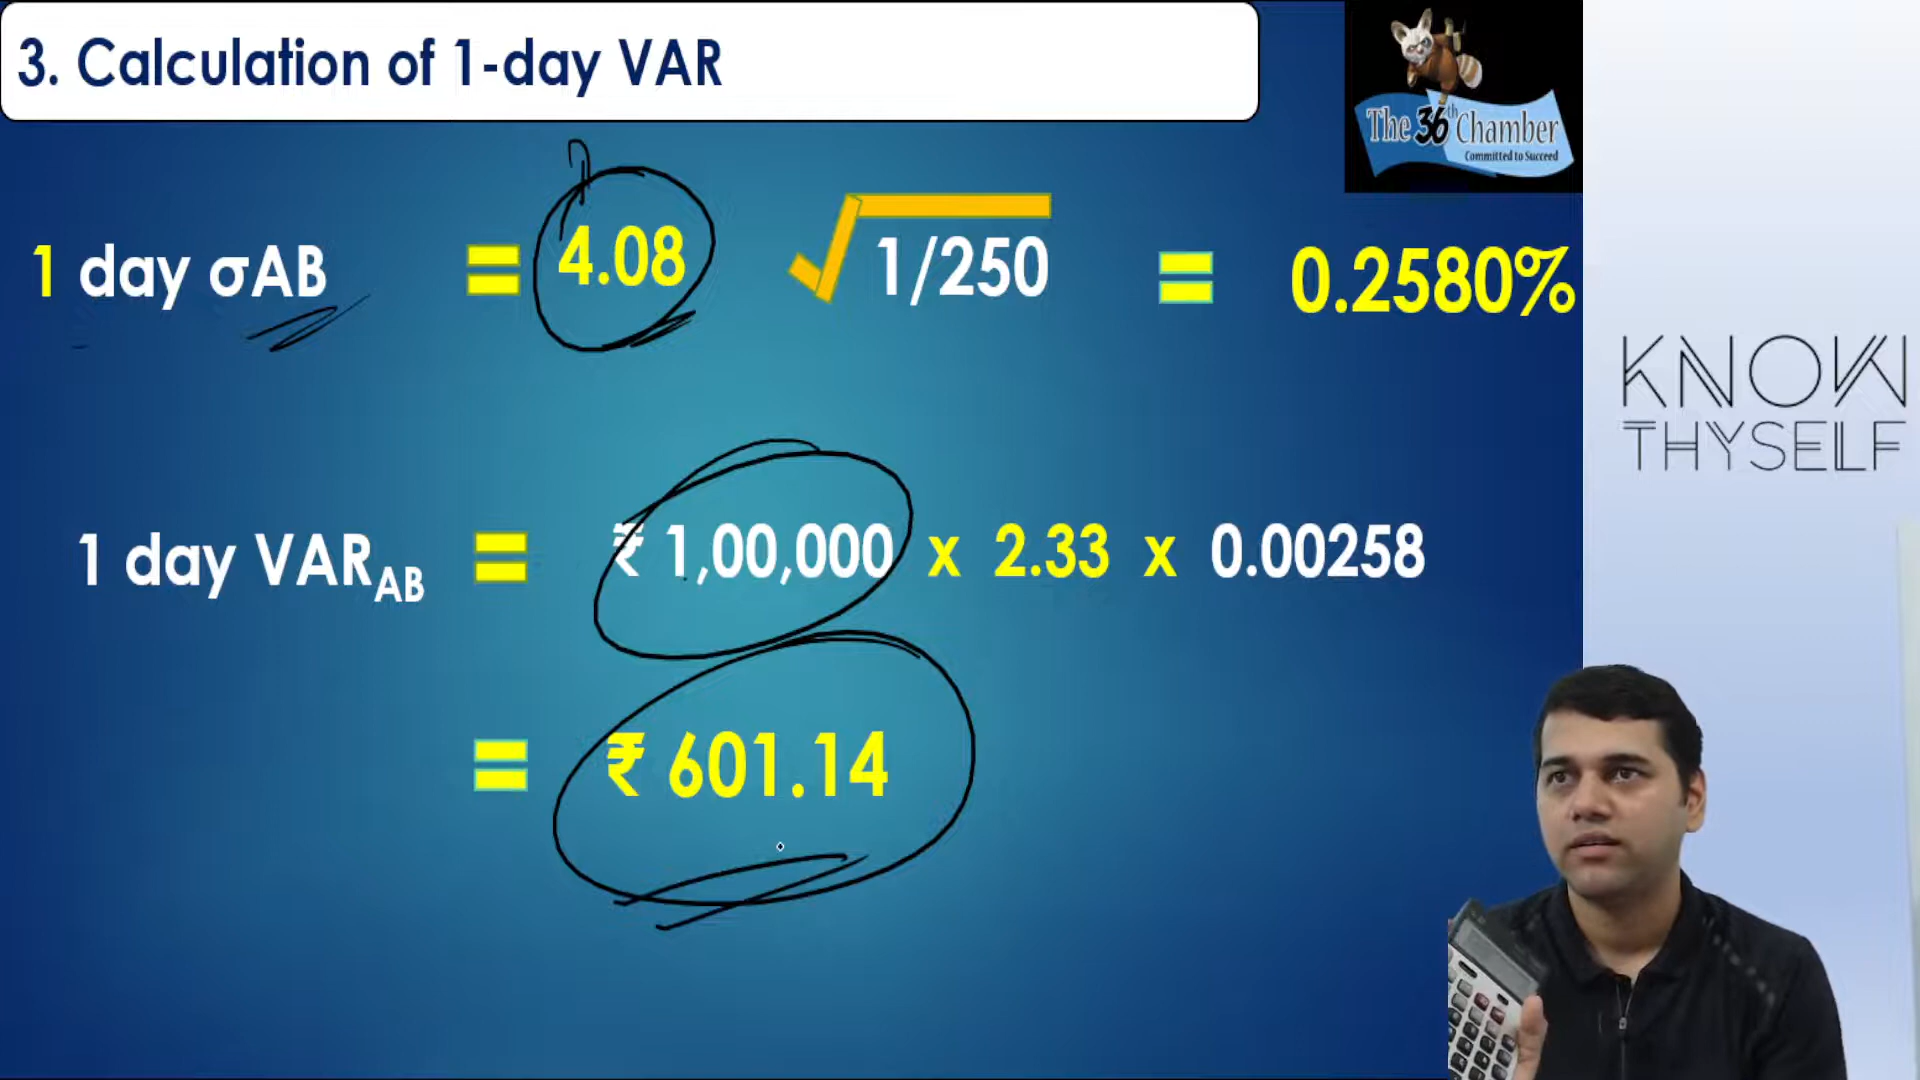 3. Calculation of 1-day VAR
The 36th Chamber
Committed to Succeed
1 day σAB = 4.08 √1/250 = 0.2580%
KNOW
THYSELF
1 day VARAB = ₹ 1,00,000 x 2.33 x 0.00258
= ₹ 601.14